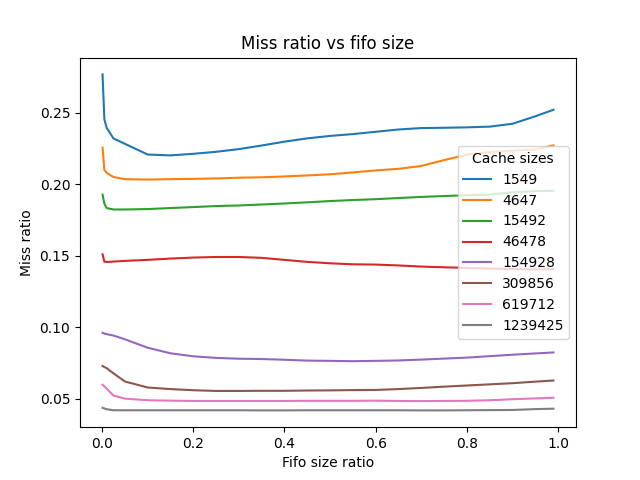 Miss ratio vs fifo size
Miss ratio
0.25
0.20
0.15
0.10
0.05
Cache sizes
1549
4647
15492
46478
154928
309856
619712
1239425
0.0 0.2 0.4 0.6 0.8 1.0
Fifo size ratio